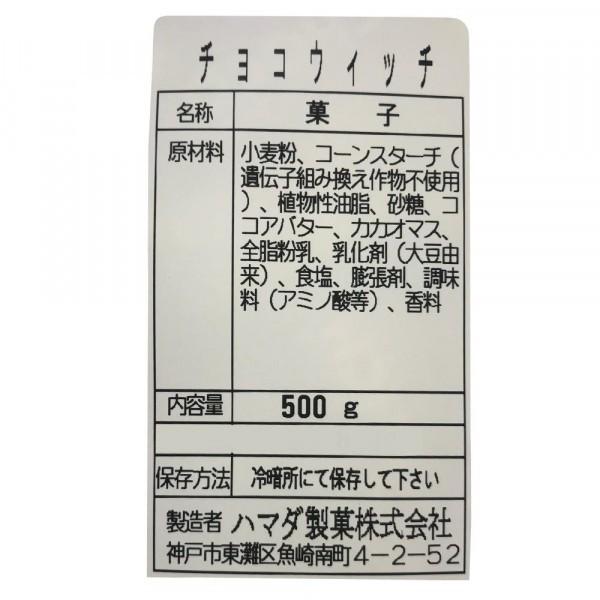 チョコウィッチ
名称 菓子
原材料 小麦粉、コーンスターチ（
遺伝子組み換え作物不使用
）、植物性油脂、砂糖、コ
コアバター、カカオマス、
全脂粉乳、乳化剤（大豆由
来）、食塩、膨張剤、調味
料（アミノ酸等）、香料
内容量 500 g
保存方法 冷暗所にて保存して下さい
製造者 ハマダ製菓株式会社
神戸市東灘区魚崎南町4-2-52